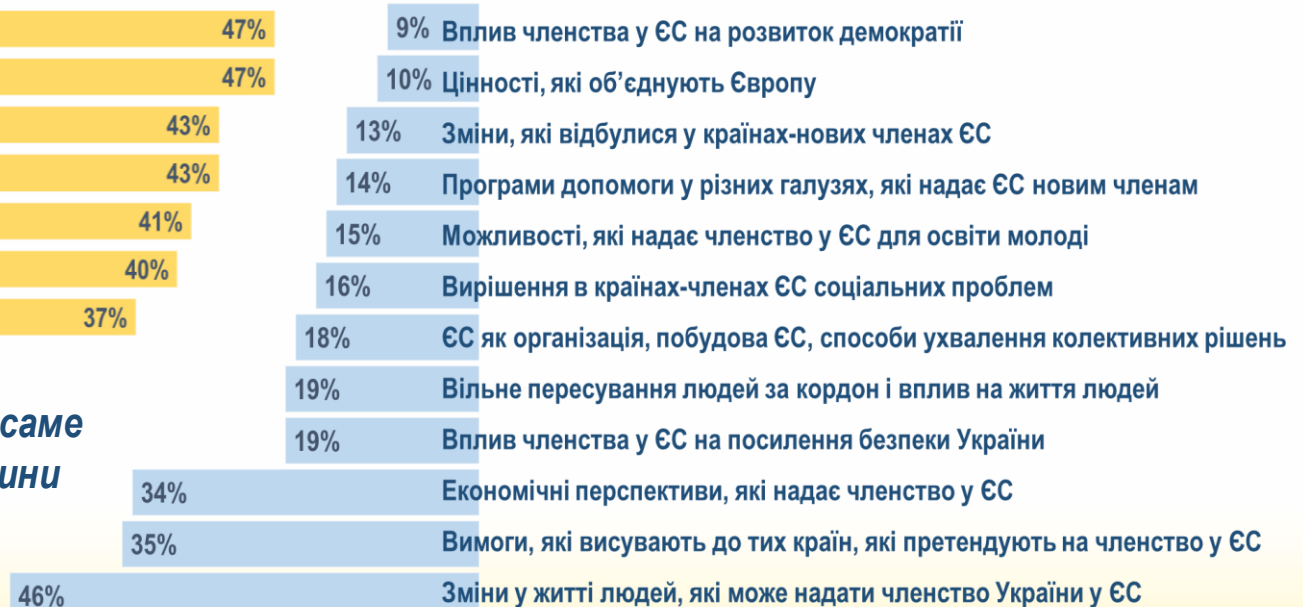 47%
47%
43%
43%
41%
40%
37%
саме
9% Вплив членства у ЄС на розвиток демократії
10% Цінності, які об’єднують Європу
13% Зміни, які відбулися у країнах-нових членах ЄС
14% Програми допомоги у різних галузях, які надає ЄС новим членам
15% Можливості, які надає членство у ЄС для освіти молоді
16% Вирішення в країнах-членах ЄС соціальних проблем
18% ЄС як організація, побудова ЄС, способи ухвалення колективних рішень
19% Вільне пересування людей за кордон і вплив на життя людей
19% Вплив членства у ЄС на посилення безпеки України
34% Економічні перспективи, які надає членство у ЄС
35% Вимоги, які висувають до тих країн, які претендують на членство у ЄС
46% Зміни у житті людей, які може надати членство України у ЄС